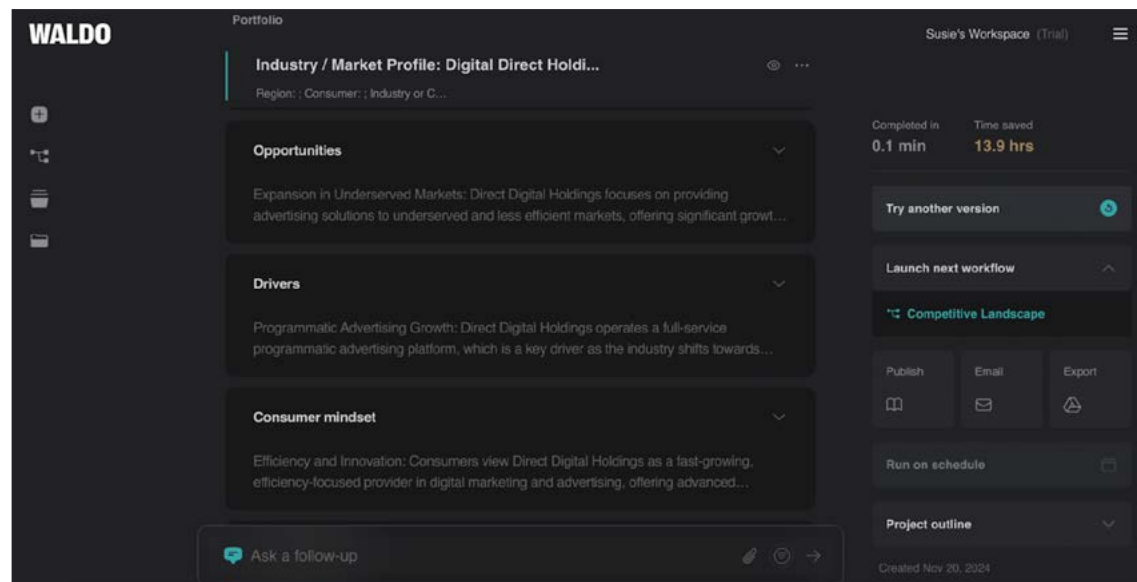 WALDO
Portfolio
Susie's Workspace (Trial)
Industry / Market Profile: Digital Direct Holdi...
Region: ; Consumer: ; Industry or C...
Opportunities
Expansion in Underserved Markets: Direct Digital Holdings focuses on providing
advertising solutions to underserved and less efficient markets, offering significant growt...
Drivers
Programmatic Advertising Growth: Direct Digital Holdings operates a full-service
programmatic advertising platform, which is a key driver as the industry shifts towards...
Consumer mindset
Efficiency and Innovation: Consumers view Direct Digital Holdings as a fast-growing,
efficiency-focused provider in digital marketing and advertising, offering advanced...
Ask a follow-up
Completed in
0.1 min
Time saved
13.9 hrs
Try another version
Launch next workflow
Competitive Landscape
Publish
Email
Export
Run on schedule
Project outline
Created Nov 20, 2024